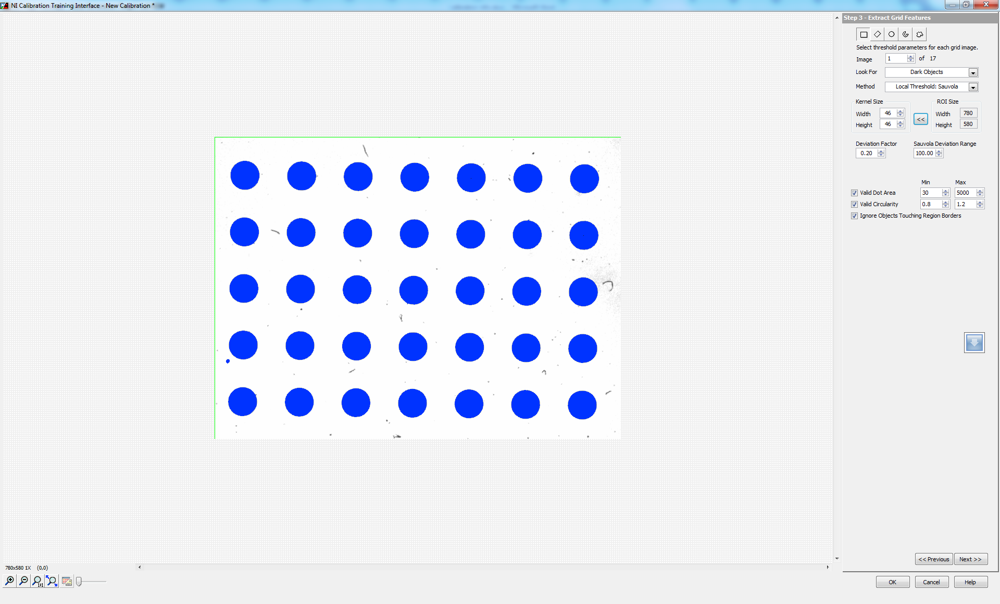 NI Calibration Training Interface - New Calibration *
Step 3 - Extract Grid Features
Select threshold parameters for each grid image.
Image 1 of 17
Look For Dark Objects
Method Local Threshold: Sauvola
Kernel Size ROI Size
Width 46 << Width 780
Height 46 Height 580
Deviation Factor Sauvola Deviation Range
0.20 100.00
Min Max
Valid Dot Area 30 5000
Valid Circularity 0.8 1.2
Ignore Objects Touching Region Borders
<< Previous Next >>
780x580 1X (0,0)
1:1
OK Cancel Help